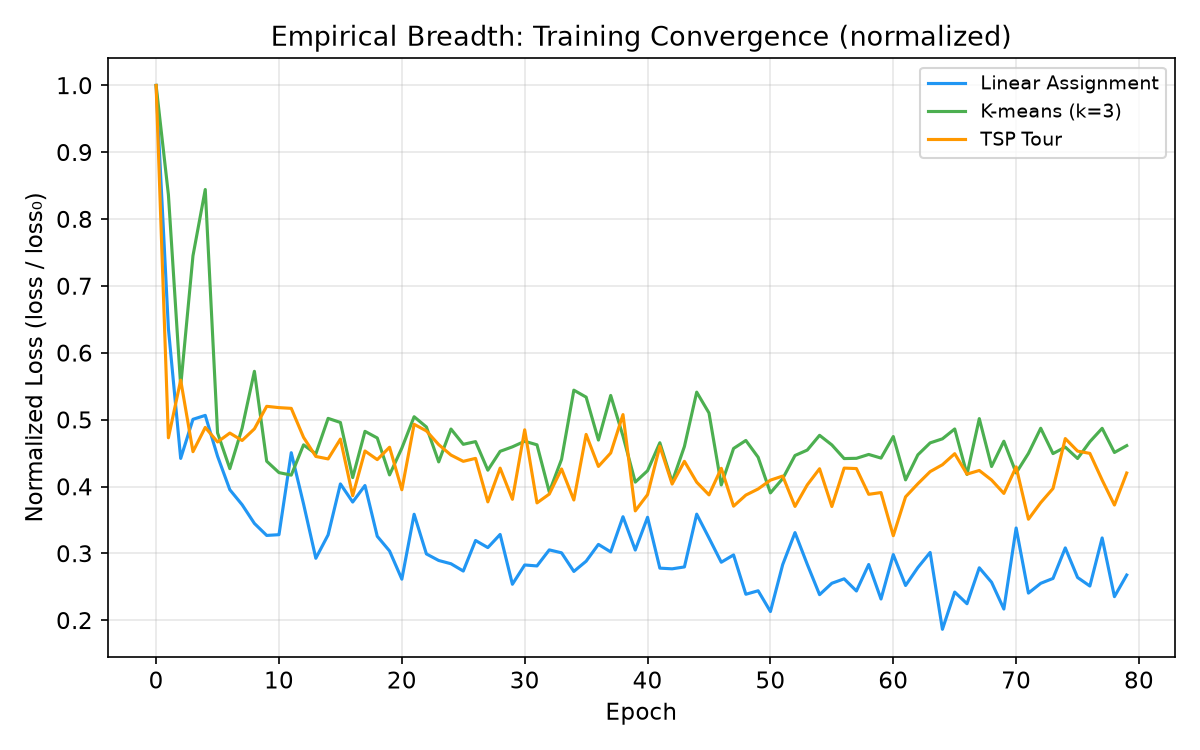 Empirical Breadth: Training Convergence (normalized)
Normalized Loss (loss / loss₀)
1.0
0.9
0.8
0.7
0.6
0.5
0.4
0.3
0.2
Linear Assignment
K-means (k=3)
TSP Tour
0 10 20 30 40 50 60 70 80
Epoch